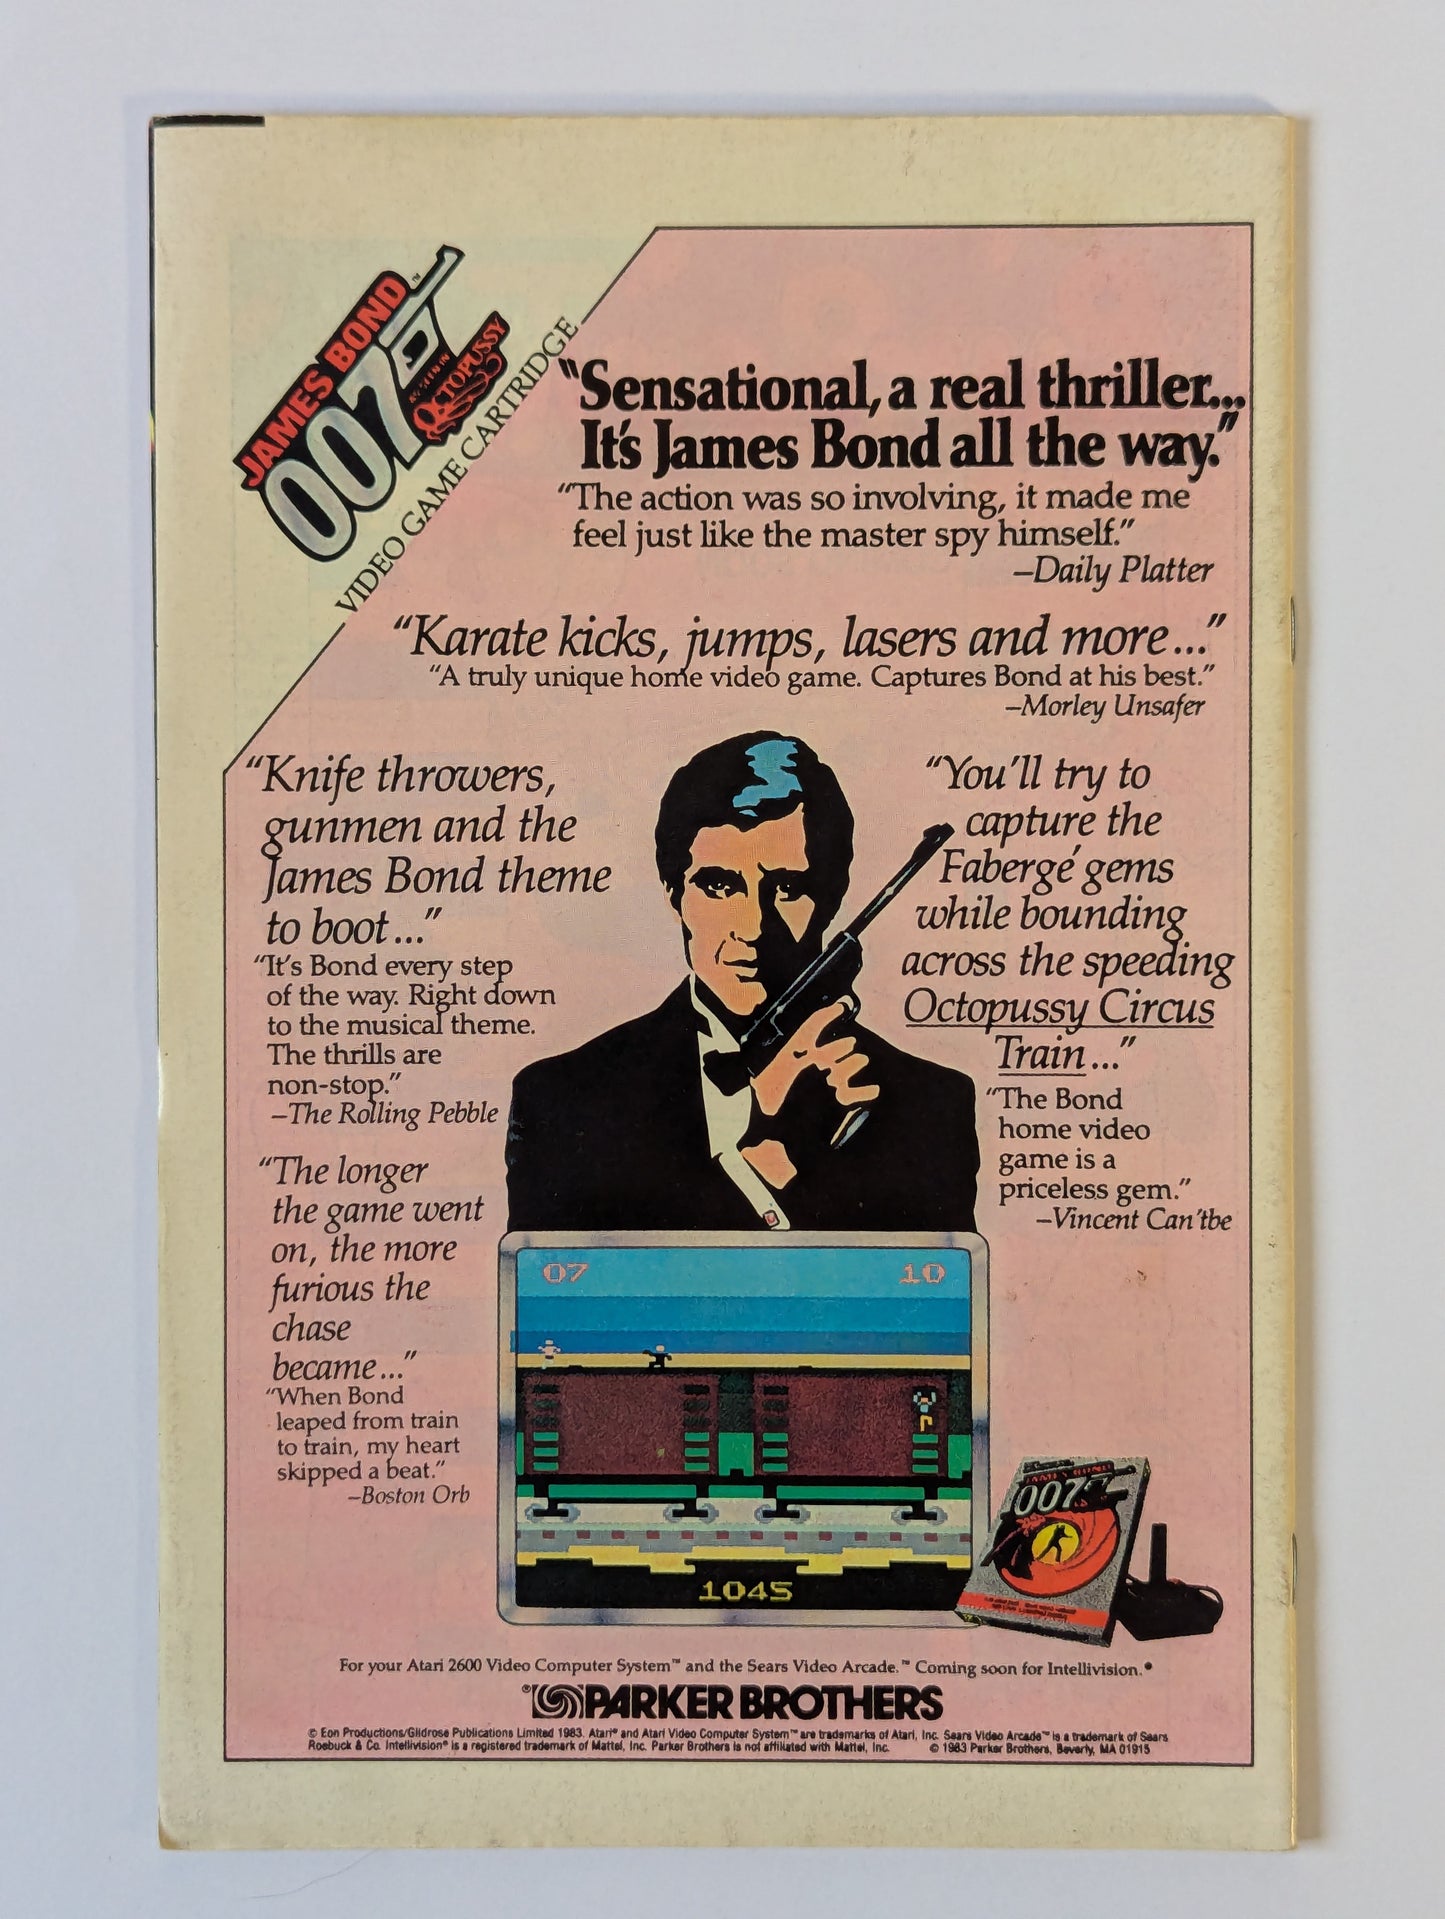 JAMES BOND™
007
AS SEEN IN
OCTOPUSSY
VIDEO GAME CARTRIDGE
"Sensational, a real thriller...
It's James Bond all the way."
"The action was so involving, it made me
feel just like the master spy himself."
–Daily Platter
"Karate kicks, jumps, lasers and more..."
"A truly unique home video game. Captures Bond at his best."
–Morley Unsafer
"Knife throwers,
gunmen and the
James Bond theme
to boot..."
"It's Bond every step
of the way. Right down
to the musical theme.
The thrills are
non-stop."
–The Rolling Pebble
"The longer
the game went
on, the more
furious the
chase
became..."
"When Bond
leaped from train
to train, my heart
skipped a beat."
–Boston Orb
"You'll try to
capture the
Fabergé gems
while bounding
across the speeding
Octopussy Circus
Train..."
"The Bond
home video
game is a
priceless gem."
–Vincent Can'tbe
07 10
1045
JAMES BOND
007
For your Atari 2600 Video Computer System™ and the Sears Video Arcade.™ Coming soon for Intellivision.®
® PARKER BROTHERS
© Eon Productions/Glidrose Publications Limited 1983. Atari® and Atari Video Computer System™ are trademarks of Atari, Inc. Sears Video Arcade™ is a trademark of Sears
Roebuck & Co. Intellivision® is a registered trademark of Mattel, Inc. Parker Brothers is not affiliated with Mattel, Inc. © 1983 Parker Brothers, Beverly, MA 01915